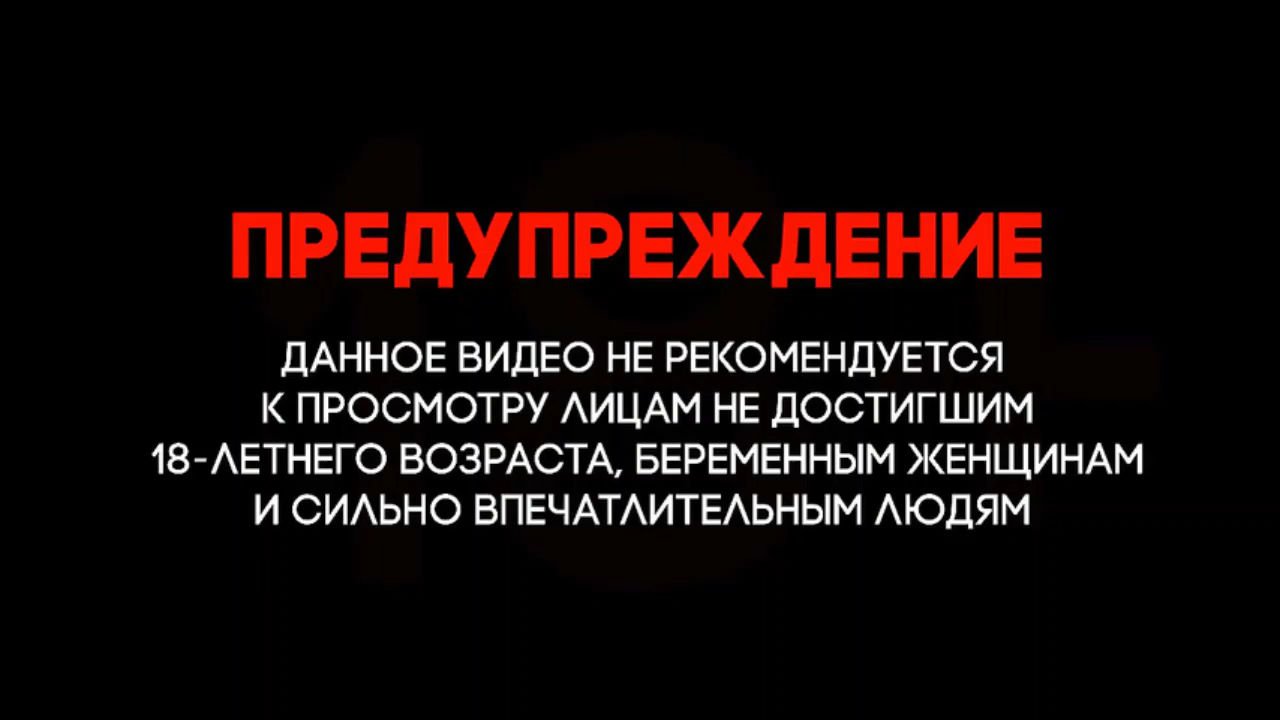 ПРЕДУПРЕЖДЕНИЕ
ДАННОЕ ВИДЕО НЕ РЕКОМЕНДУЕТСЯ
К ПРОСМОТРУ ЛИЦАМ НЕ ДОСТИГШИМ
18-ЛЕТНЕГО ВОЗРАСТА, БЕРЕМЕННЫМ ЖЕНЩИНАМ
И СИЛЬНО ВПЕЧАТЛИТЕЛЬНЫМ ЛЮДЯМ